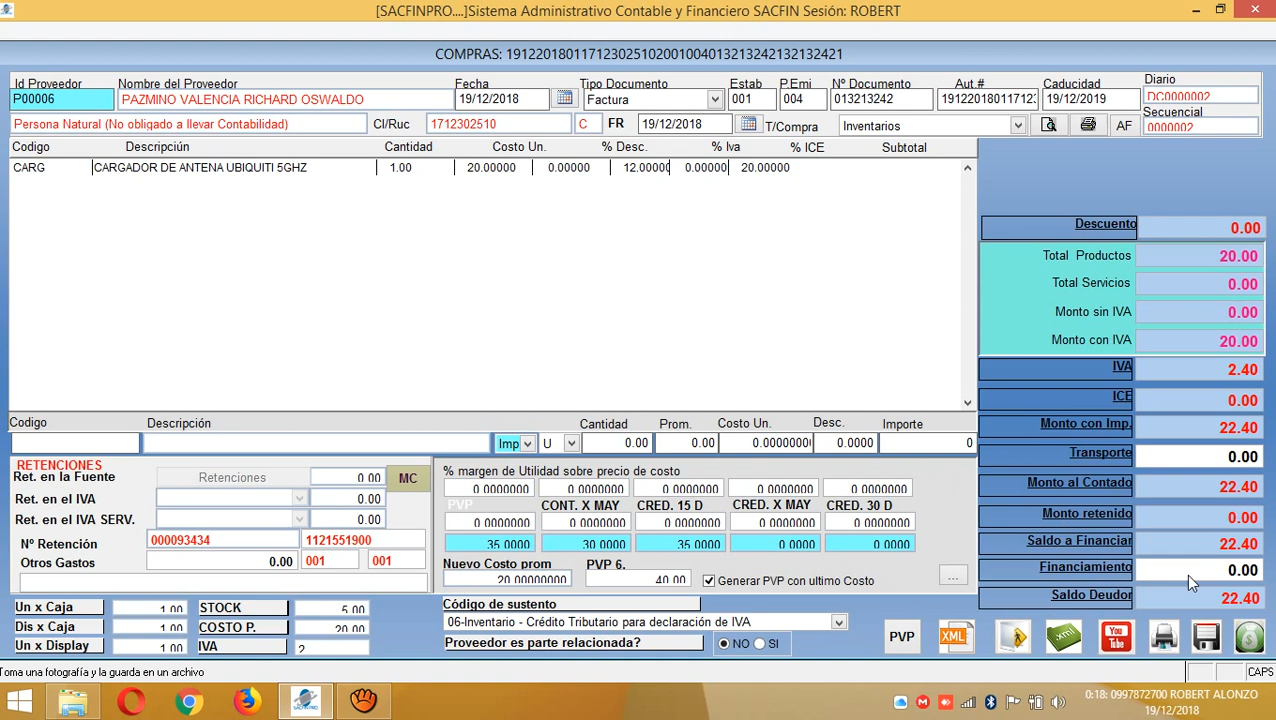 [SACFINPRO....]Sistema Administrativo Contable y Financiero SACFIN Sesión: ROBERT
COMPRAS: 1912201801171230251020010040132132421321324​21
Id Proveedor Nombre del Proveedor Fecha Tipo Documento Estab P.Emi Nº Documento Aut.# Caducidad Diario
P00006 PAZMINO VALENCIA RICHARD OSWALDO 19/12/2018 Factura 001 004 013213242 191220180117123 19/12/2019 DC0000002
Secuencial
Persona Natural (No obligado a llevar Contabilidad) CI/Ruc 1712302510 C FR 19/12/2018 T/Compra Inventarios AF 0000002
Codigo Descripciún Cantidad Costo Un. % Desc. % Iva % ICE Subtotal
CARG CARGADOR DE ANTENA UBIQUITI 5GHZ 1.00 20.00000 0.00000 12.00000 0.00000 20.00000
Descuento 0.00
Total Productos 20.00
Total Servicios 0.00
Monto sin IVA 0.00
Monto con IVA 20.00
IVA 2.40
ICE 0.00
Monto con Imp. 22.40
Transporte 0.00
Monto al Contado 22.40
Monto retenido 0.00
Saldo a Financiar 22.40
Financiamiento 0.00
Saldo Deudor 22.40
Codigo Descripción Cantidad Prom. Costo Un. Desc. Importe
Imp U 0.00 0.00 0.0000000 0.0000 0
RETENCIONES
Ret. en la Fuente Retenciones 0.00 MC
Ret. en el IVA 0.00
Ret. en el IVA SERV. 0.00
Nº Retención 000093434 1121551900
Otros Gastos 0.00 001 001
% margen de Utilidad sobre precio de costo
0.0000000 0.0000000 0.0000000 0.0000000 0.0000000
PVP CONT. X MAY CRED. 15 D CRED. X MAY CRED. 30 D
0.0000000 0.0000000 0.0000000 0.0000000 0.0000000
35.0000 30.0000 35.0000 0.0000 0.0000
Nuevo Costo prom PVP 6.
20.00000000 40.00 Generar PVP con ultimo Costo ...
Un x Caja 1.00 STOCK 5.00
Dis x Caja 1.00 COSTO P. 20.00
Un x Display 1.00 IVA 2
Código de sustento
06-Inventario - Crédito Tributario para declaración de IVA
Proveedor es parte relacionada? NO SI
PVP XML You Tube
Toma una fotografía y la guarda en un archivo CAPS
0:18: 0997872700 ROBERT ALONZO
19/12/2018